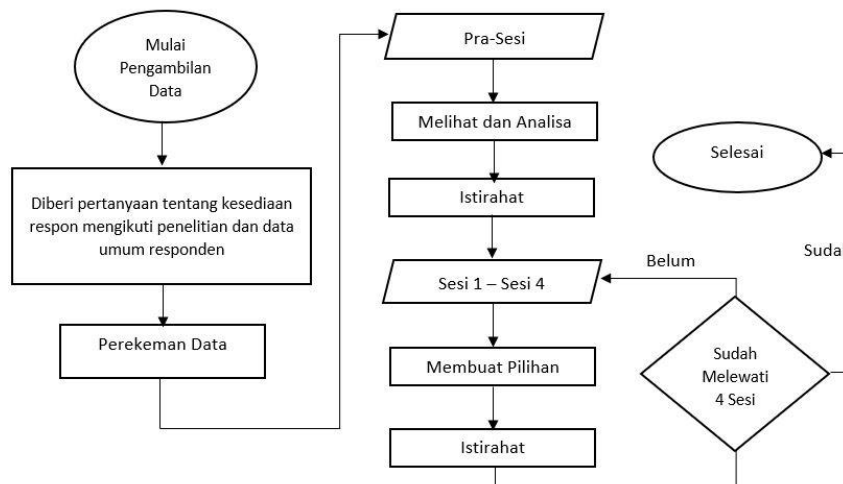 Mulai
Pengambilan
Data
Diberi pertanyaan tentang kesediaan
respon mengikuti penelitian dan data
umum responden
Perekeman Data
Pra-Sesi
Melihat dan Analisa
Istirahat
Sesi 1 – Sesi 4
Membuat Pilihan
Istirahat
Selesai
Belum
Suda
Sudah
Melewati
4 Sesi